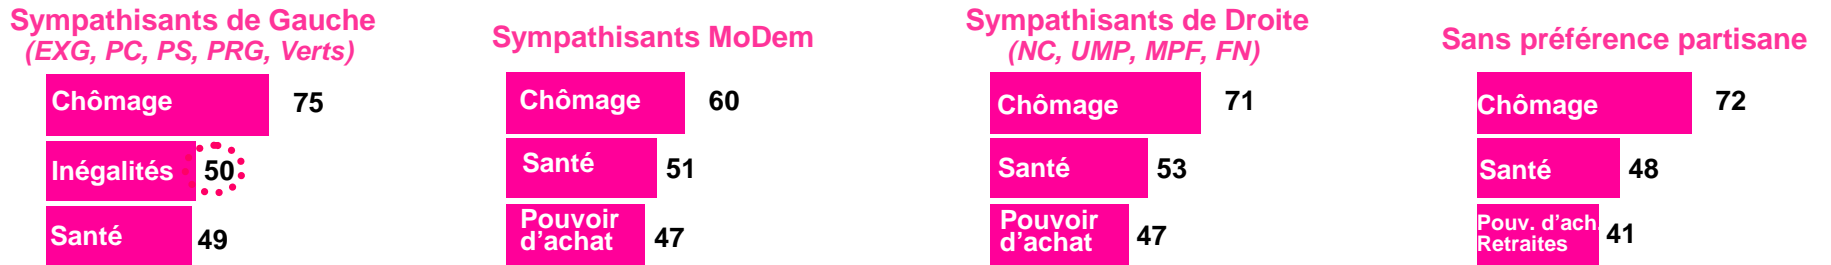 Sympathisants de Gauche
(EXG, PC, PS, PRG, Verts)
Chômage 75
Inégalités 50
Santé 49
Sympathisants MoDem
Chômage 60
Santé 51
Pouvoir
d’achat 47
Sympathisants de Droite
(NC, UMP, MPF, FN)
Chômage 71
Santé 53
Pouvoir
d’achat 47
Sans préférence partisane
Chômage 72
Santé 48
Pouv. d’ach.
Retraites 41